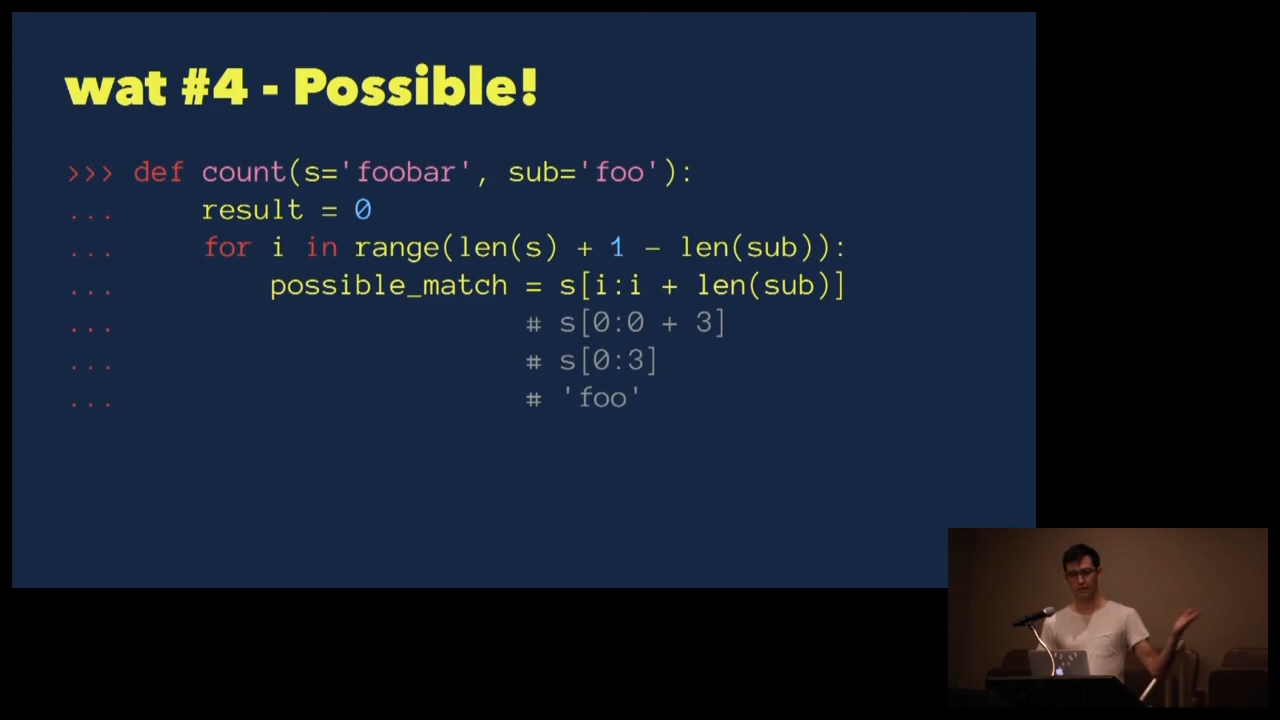 wat #4 - Possible!
>>> def count(s='foobar', sub='foo'):
...     result = 0
...     for i in range(len(s) + 1 - len(sub)):
...         possible_match = s[i:i + len(sub)]
...                        # s[0:0 + 3]
...                        # s[0:3]
...                        # 'foo'